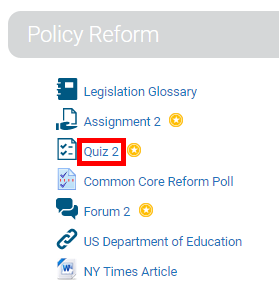 Policy Reform
Legislation Glossary
Assignment 2
Quiz 2
Common Core Reform Poll
Forum 2
US Department of Education
NY Times Article